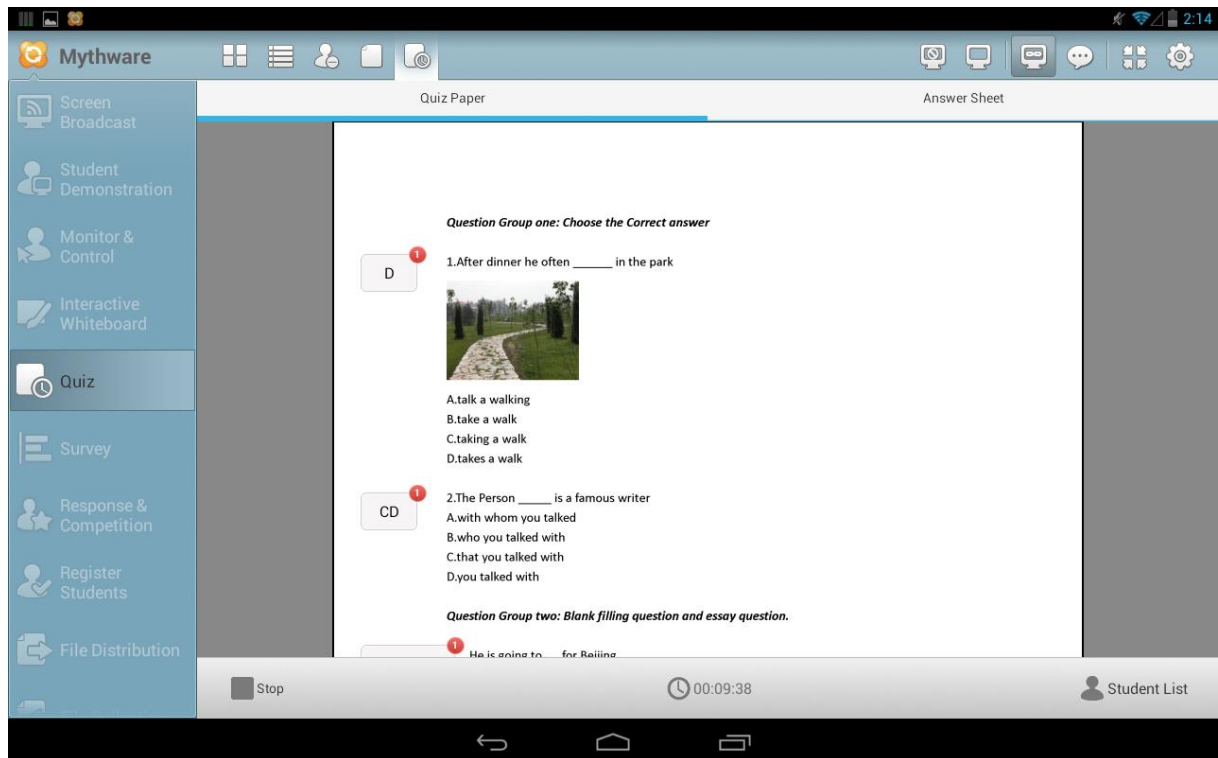 2:14
Mythware
Screen
Broadcast
Student
Demonstration
Monitor &
Control
Interactive
Whiteboard
Quiz
Survey
Response &
Competition
Register
Students
File Distribution
Quiz Paper
Answer Sheet
Question Group one: Choose the Correct answer
D
1
1.After dinner he often ______ in the park
A.talk a walking
B.take a walk
C.taking a walk
D.takes a walk
CD
1
2.The Person _____ is a famous writer
A.with whom you talked
B.who you talked with
C.that you talked with
D.you talked with
Question Group two: Blank filling question and essay question.
1
He is going to __ for Beijing
Stop
00:09:38
Student List